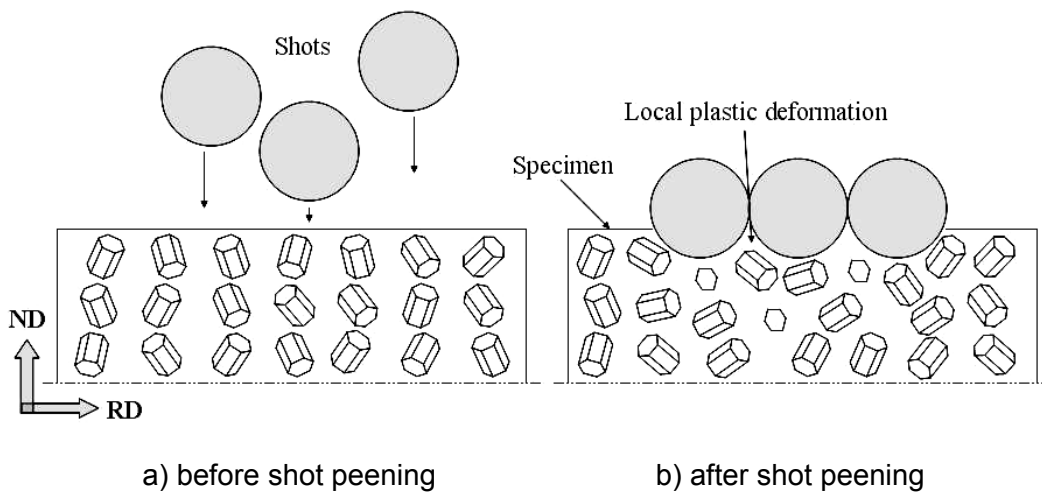 Shots
Local plastic deformation
Specimen
ND
RD
a) before shot peening
b) after shot peening